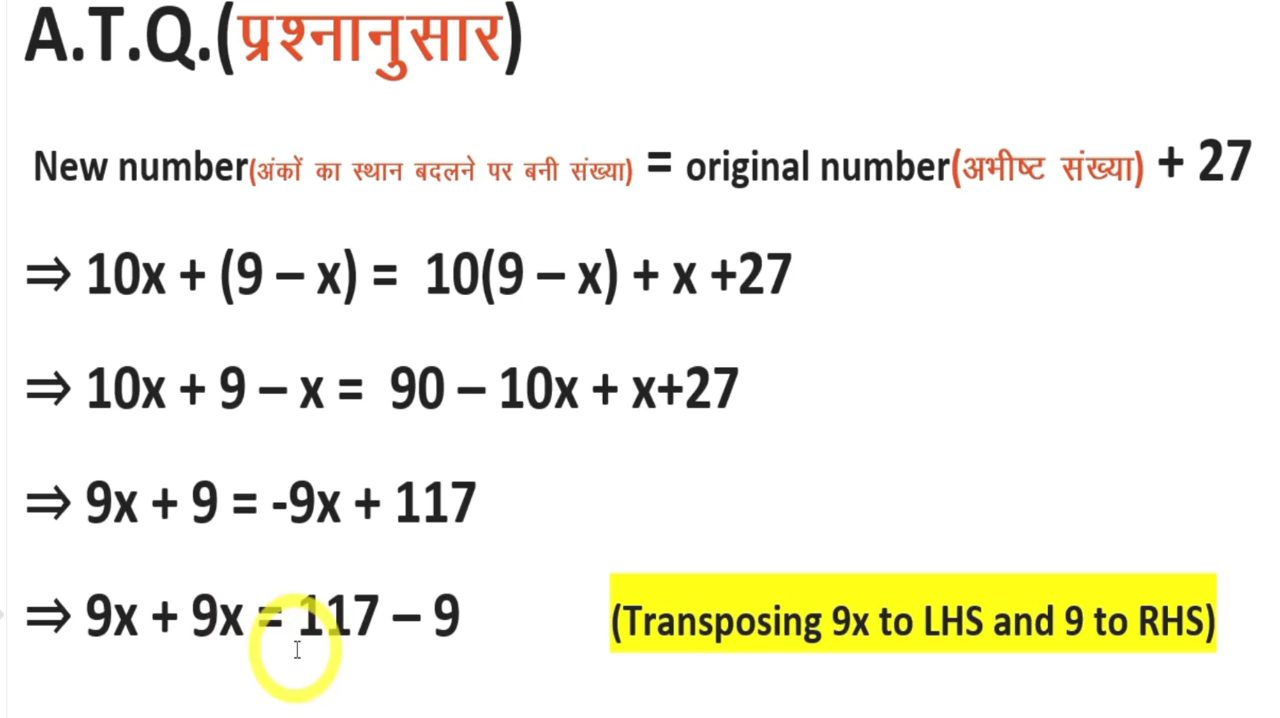 A.T.Q.(प्रश्नानुसार)
New number(अंकों का स्थान बदलने पर बनी संख्या) = original number(अभीष्ट संख्या) + 27
⇒ 10x + (9 – x) = 10(9 – x) + x +27
⇒ 10x + 9 – x = 90 – 10x + x+27
⇒ 9x + 9 = -9x + 117
⇒ 9x + 9x = 117 – 9 (Transposing 9x to LHS and 9 to RHS)